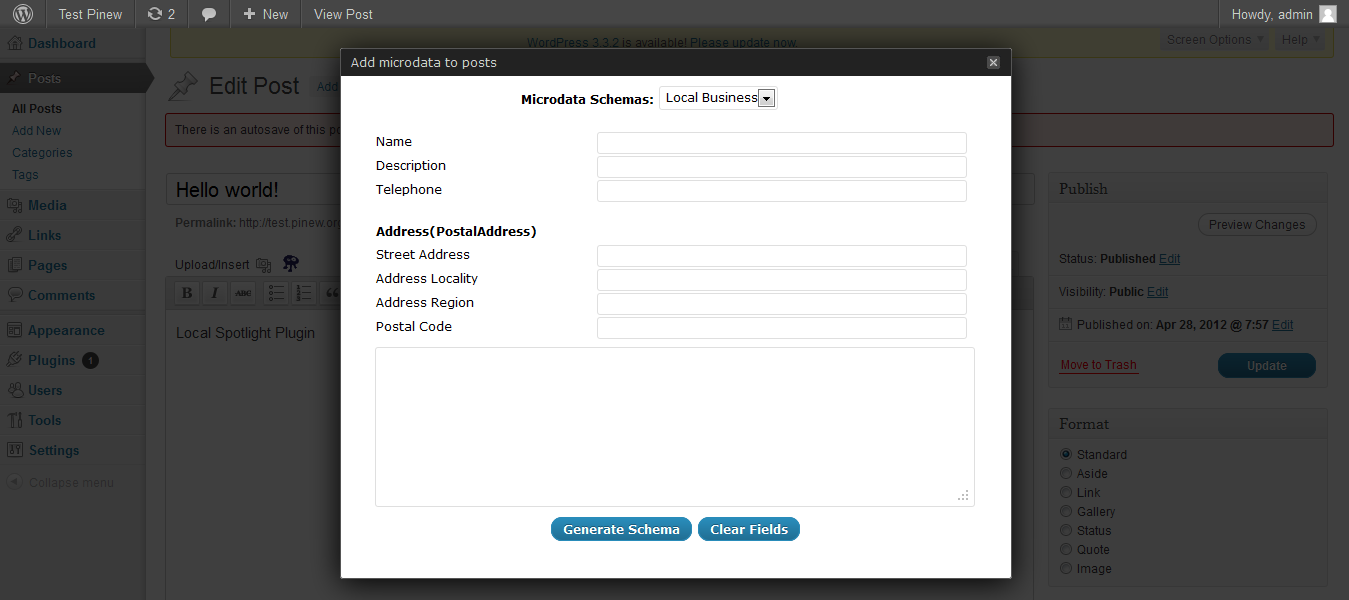 Test Pinew 2 + New View Post Howdy, admin
Dashboard
WordPress 3.3.2 is available! Please update now.
Screen Options Help
Add microdata to posts
Posts
Edit Post Add
Microdata Schemas: Local Business
All Posts
Add New
Categories
Tags
There is an autosave of this po
Name
Description
Telephone
Hello world!
Permalink: http://test.pinew.or
Publish
Preview Changes
Media
Links
Pages
Comments
Appearance
Plugins 1
Users
Tools
Settings
Collapse menu
Upload/Insert
B I ABC
Local Spotlight Plugin
Address(PostalAddress)
Street Address
Address Locality
Address Region
Postal Code
Generate Schema Clear Fields
Status: Published Edit
Visibility: Public Edit
Published on: Apr 28, 2012 @ 7:57 Edit
Move to Trash Update
Format
Standard
Aside
Link
Gallery
Status
Quote
Image